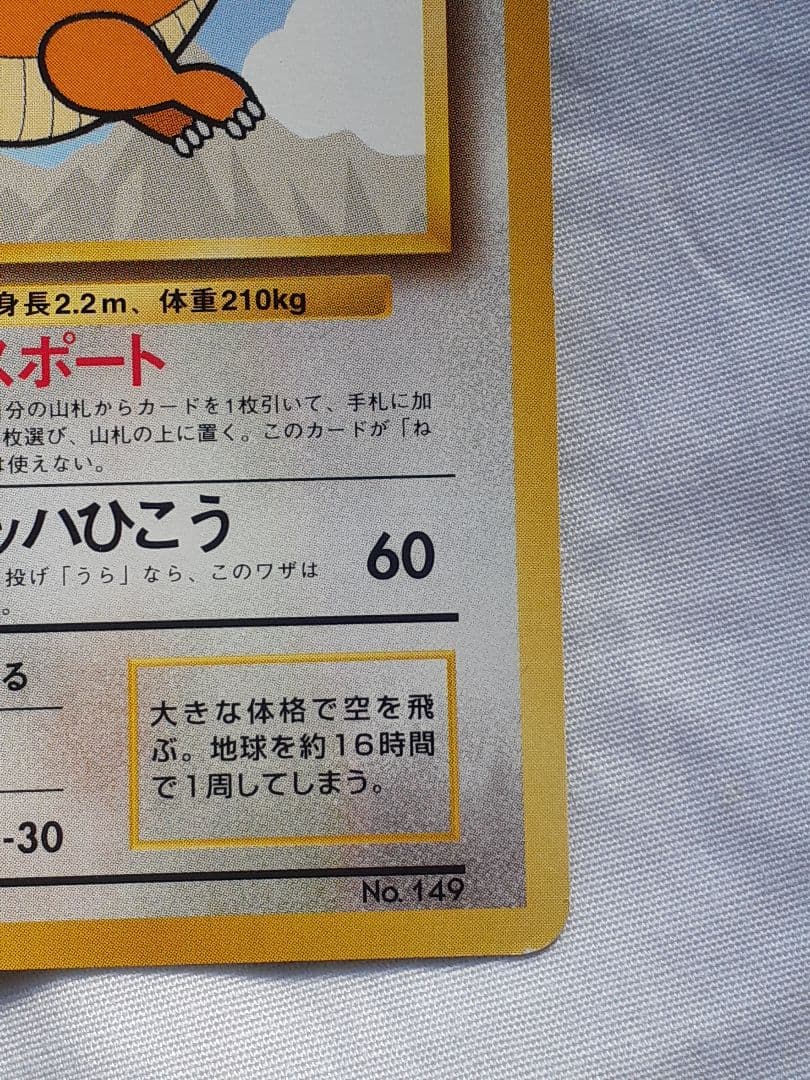 身長2.2m、体重210kg
スポート
分の山札からカードを1枚引いて、手札に加
枚選び、山札の上に置く。このカードが「ね
は使えない。
ッハひこう
60
投げ「うら」なら、このワザは
。
る
大きな体格で空を飛
ぶ。地球を約16時間
で1周してしまう。
-30
No.149